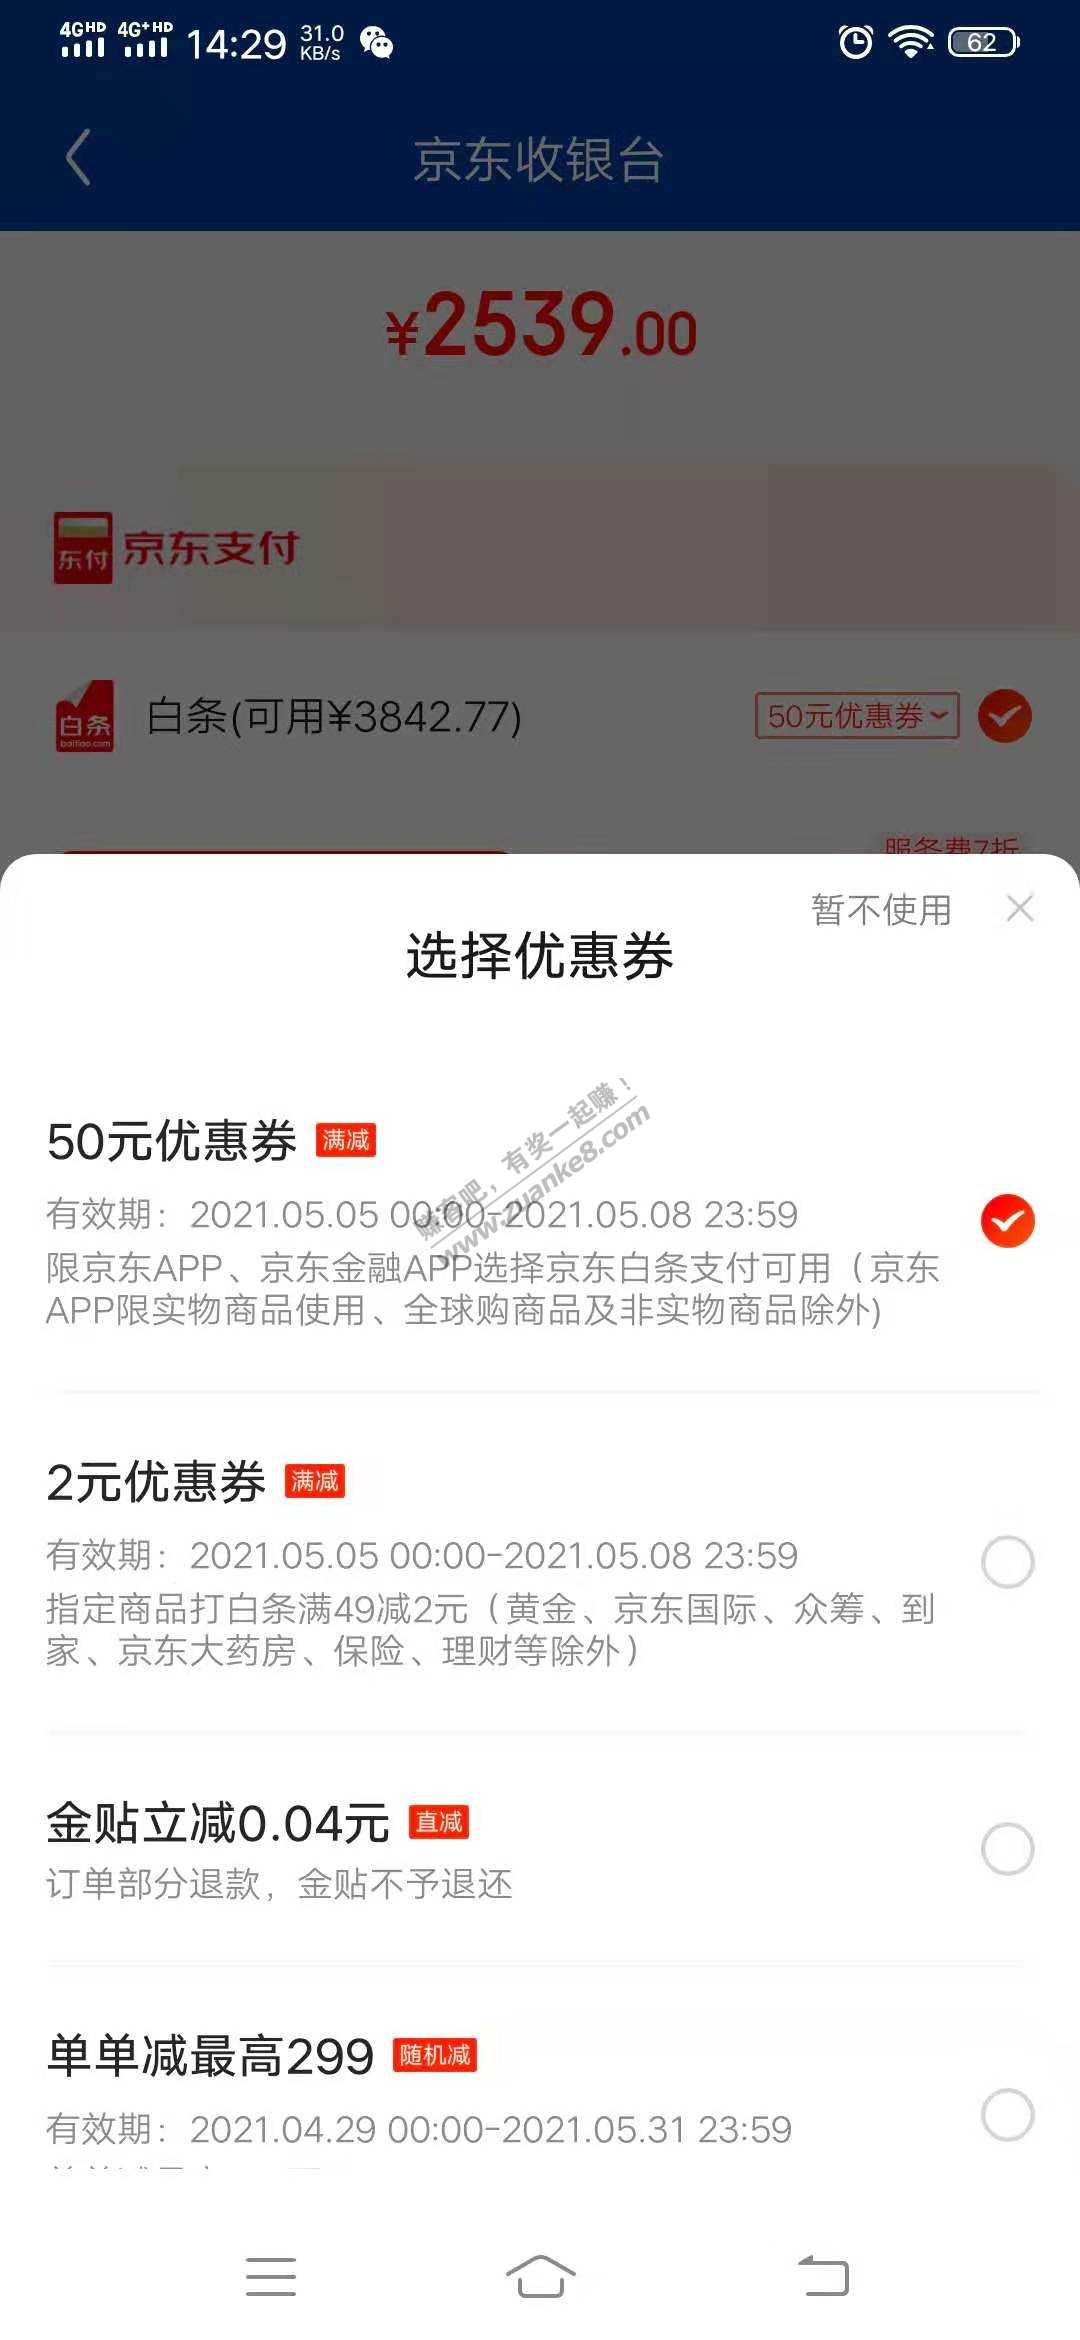 4GHD 4G+HD 14:29 31.0 KB/s 62
京东收银台
¥2539.00
东付 京东支付
白条 baitiao.com 白条(可用¥3842.77) 50元优惠券
服务费7折
暂不使用
选择优惠券
50元优惠券 满减
有效期：2021.05.05 00:00-2021.05.08 23:59
限京东APP、京东金融APP选择京东白条支付可用（京东
APP限实物商品使用、全球购商品及非实物商品除外)
赚客吧，有奖一起赚！
www.zuanke8.com
2元优惠券 满减
有效期：2021.05.05 00:00-2021.05.08 23:59
指定商品打白条满49减2元（黄金、京东国际、众筹、到
家、京东大药房、保险、理财等除外）
金贴立减0.04元 直减
订单部分退款，金贴不予退还
单单减最高299 随机减
有效期：2021.04.29 00:00-2021.05.31 23:59